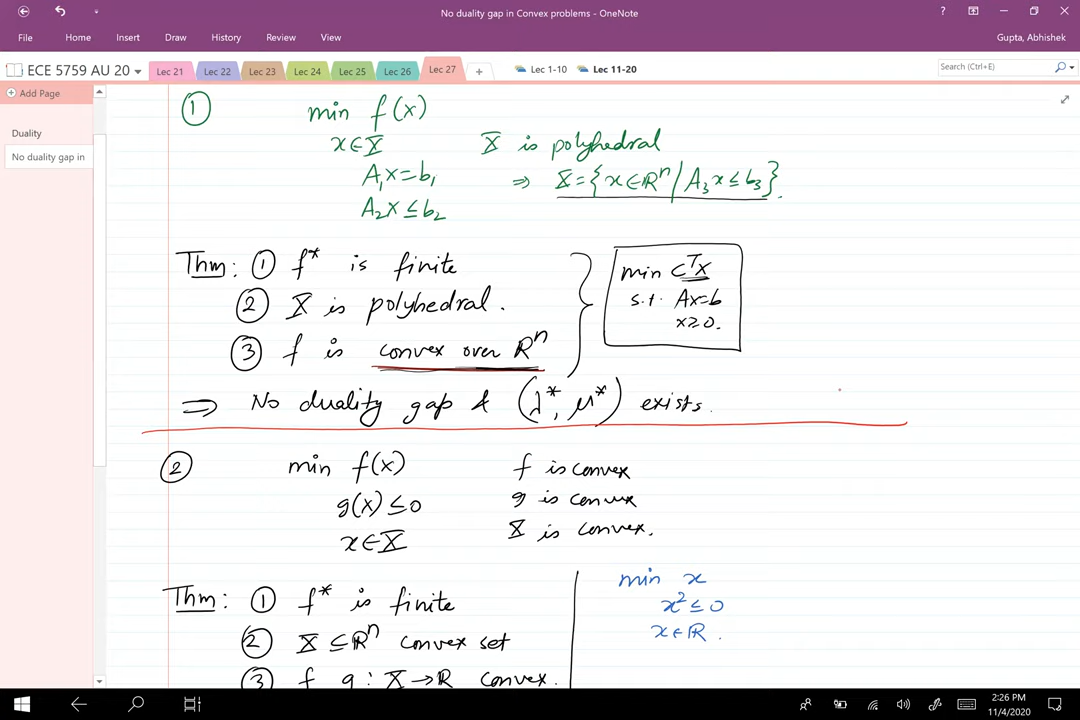 No duality gap in Convex problems - OneNote
File Home Insert Draw History Review View Gupta, Abhishek
ECE 5759 AU 20 Lec 21 Lec 22 Lec 23 Lec 24 Lec 25 Lec 26 Lec 27 + Lec 1-10 Lec 11-20 Search (Ctrl+E)
Add Page
Duality
No duality gap in
① min f(x)
x∈X X is polyhedral
A₁x=b₁ ⇒ X={x∈ℝⁿ/A₃x≤b₃}.
A₂x≤b₂
Thm: ① f* is finite
② X is polyhedral.
③ f is convex over ℝⁿ
min cᵀx
s.t. Ax=b
x≥0.
⇒ No duality gap & (λ*, μ*) exists.
② min f(x) f is convex
g(x)≤0 g is convex
x∈X X is convex.
Thm: ① f* is finite
② X⊆ℝⁿ convex set
③ f g : X→ℝ convex.
min x
x²≤0
x∈ℝ.
2:26 PM
11/4/2020